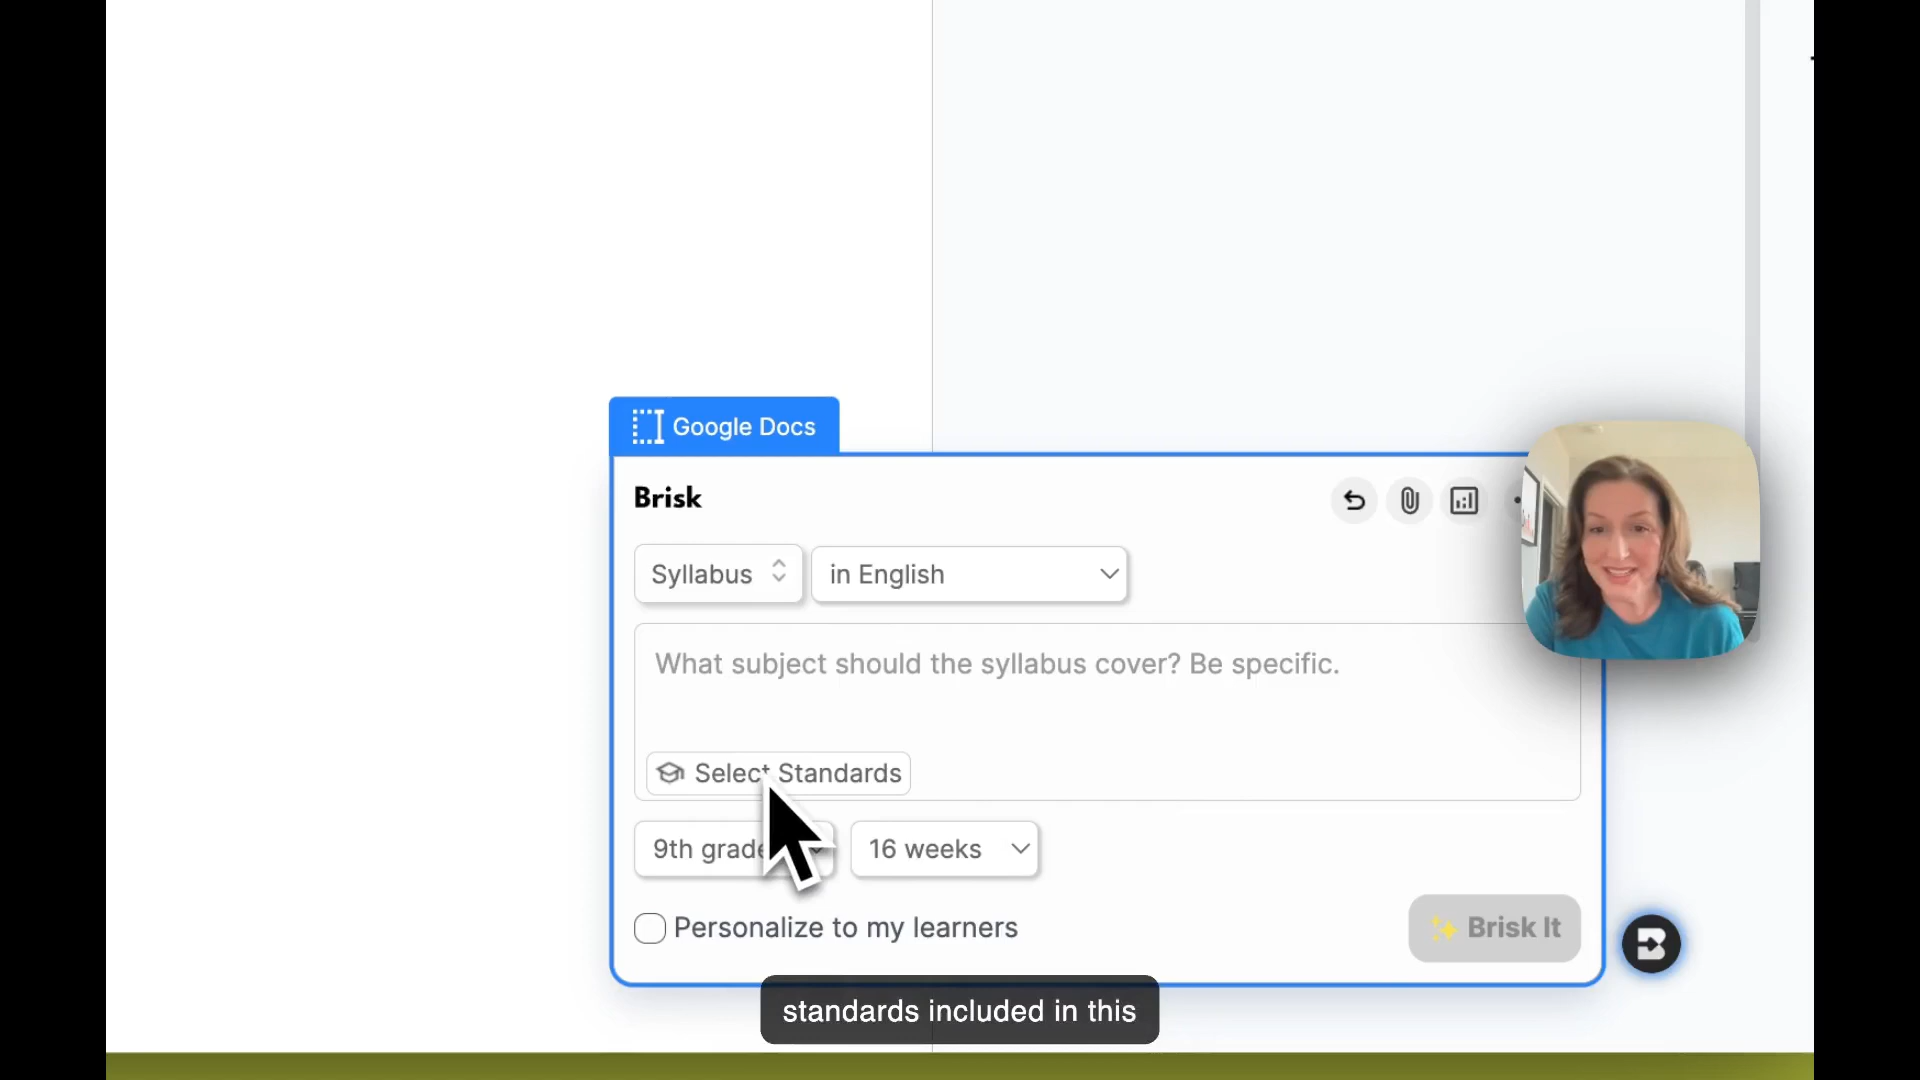 Google Docs
Brisk
Syllabus in English
What subject should the syllabus cover? Be specific.
Select Standards
9th grade 16 weeks
Personalize to my learners
Brisk It
standards included in this